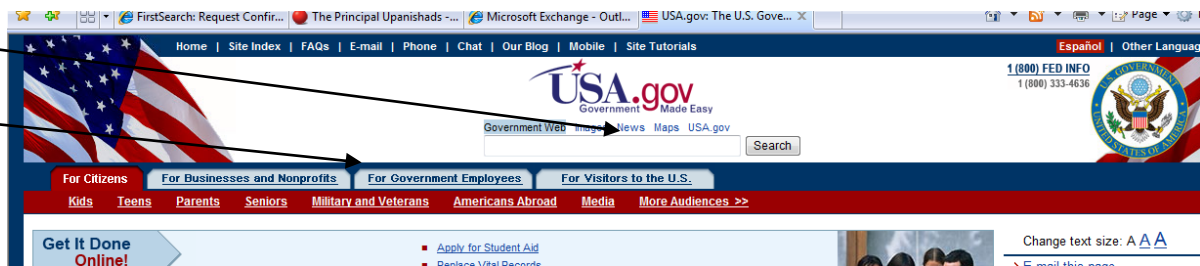 FirstSearch: Request Confir... The Principal Upanishads -... Microsoft Exchange - Outl... USA.gov: The U.S. Gove... X Page
Home | Site Index | FAQs | E-mail | Phone | Chat | Our Blog | Mobile | Site Tutorials Español | Other Languag
USA.gov
Government Made Easy
1 (800) FED INFO
1 (800) 333-4636
Government Web Images News Maps USA.gov
Search
For Citizens For Businesses and Nonprofits For Government Employees For Visitors to the U.S.
Kids Teens Parents Seniors Military and Veterans Americans Abroad Media More Audiences >>
Get It Done
Online!
Apply for Student Aid
Replace Vital Records
Change text size: A A A
E-mail this page